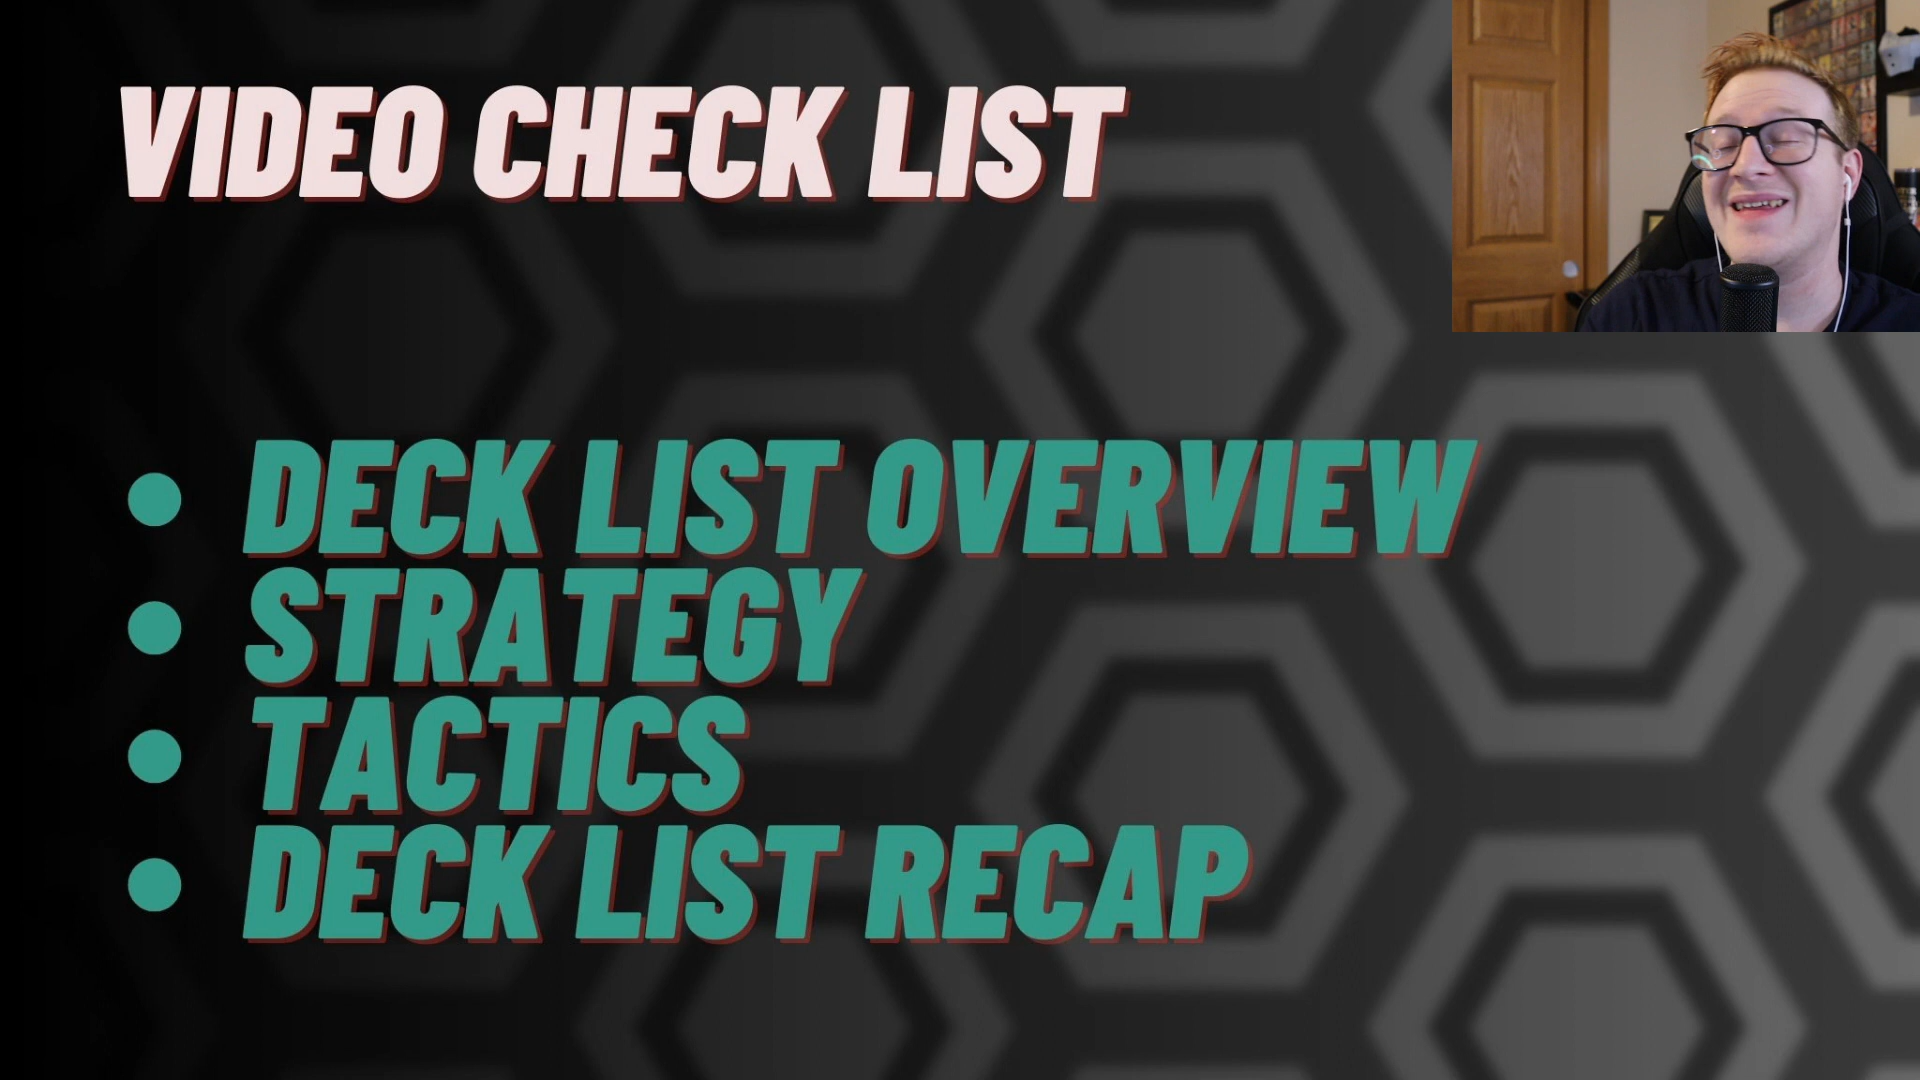 VIDEO CHECK LIST
• DECK LIST OVERVIEW
• STRATEGY
• TACTICS
• DECK LIST RECAP